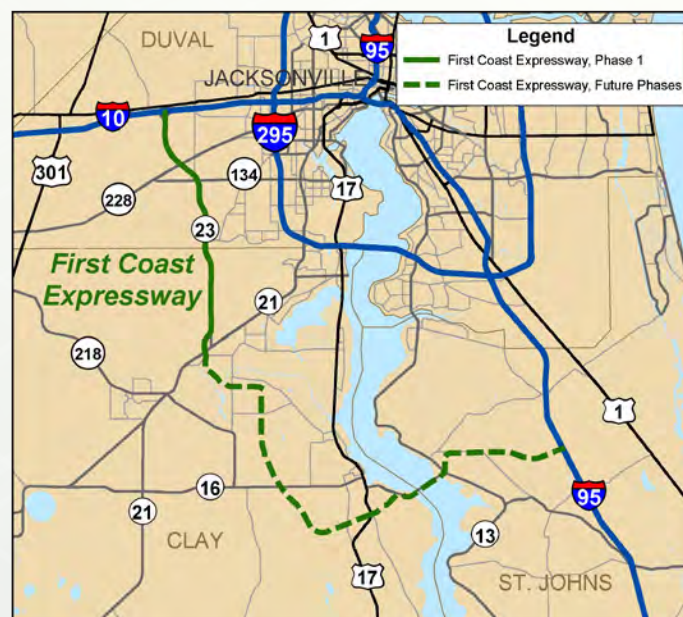 DUVAL
1
95
Legend
First Coast Expressway, Phase 1
First Coast Expressway, Future Phases
JACKSONVILLE
10
295
301
134
17
228
23
First Coast
Expressway
21
218
1
16
95
21
13
CLAY
17
ST. JOHNS